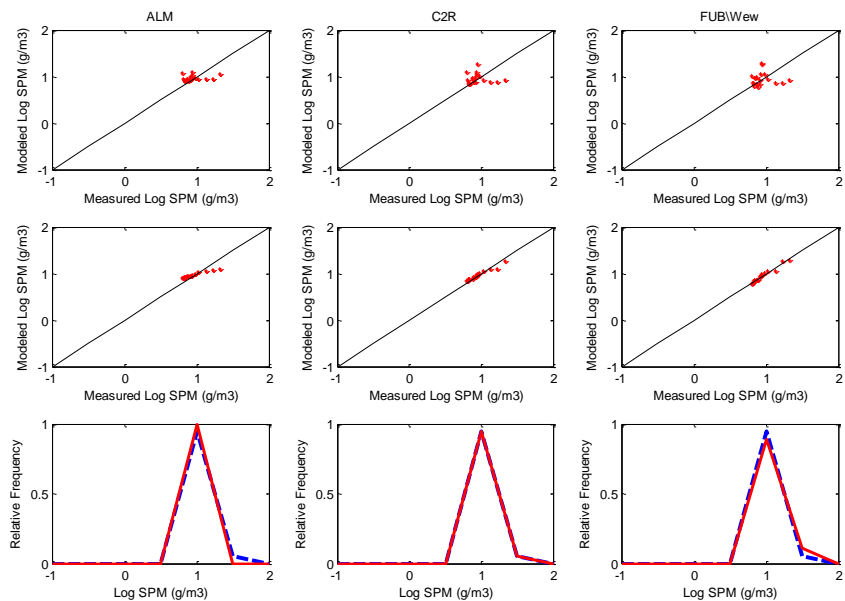 ALM C2R FUB\Wew
Modeled Log SPM (g/m3) Modeled Log SPM (g/m3) Modeled Log SPM (g/m3)
2 2 2
1 1 1
0 0 0
-1 -1 -1
-1 0 1 2 -1 0 1 2 -1 0 1 2
Measured Log SPM (g/m3) Measured Log SPM (g/m3) Measured Log SPM (g/m3)
Modeled Log SPM (g/m3) Modeled Log SPM (g/m3) Modeled Log SPM (g/m3)
2 2 2
1 1 1
0 0 0
-1 -1 -1
-1 0 1 2 -1 0 1 2 -1 0 1 2
Measured Log SPM (g/m3) Measured Log SPM (g/m3) Measured Log SPM (g/m3)
Relative Frequency Relative Frequency Relative Frequency
1 1 1
0.5 0.5 0.5
0 0 0
-1 0 1 2 -1 0 1 2 -1 0 1 2
Log SPM (g/m3) Log SPM (g/m3) Log SPM (g/m3)